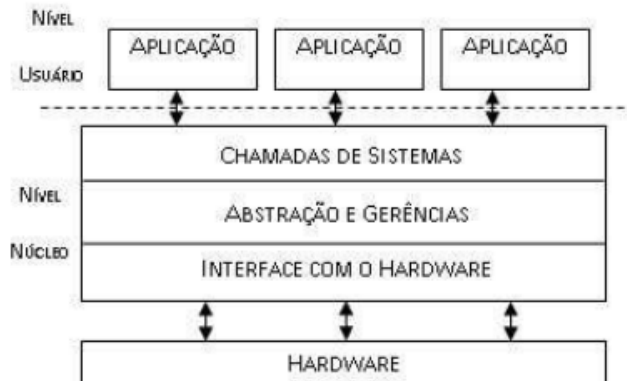 Nível
Usuário
Aplicação Aplicação Aplicação
Chamadas de Sistemas
Nível
Núcleo
Abstração e Gerências
Interface com o Hardware
Hardware